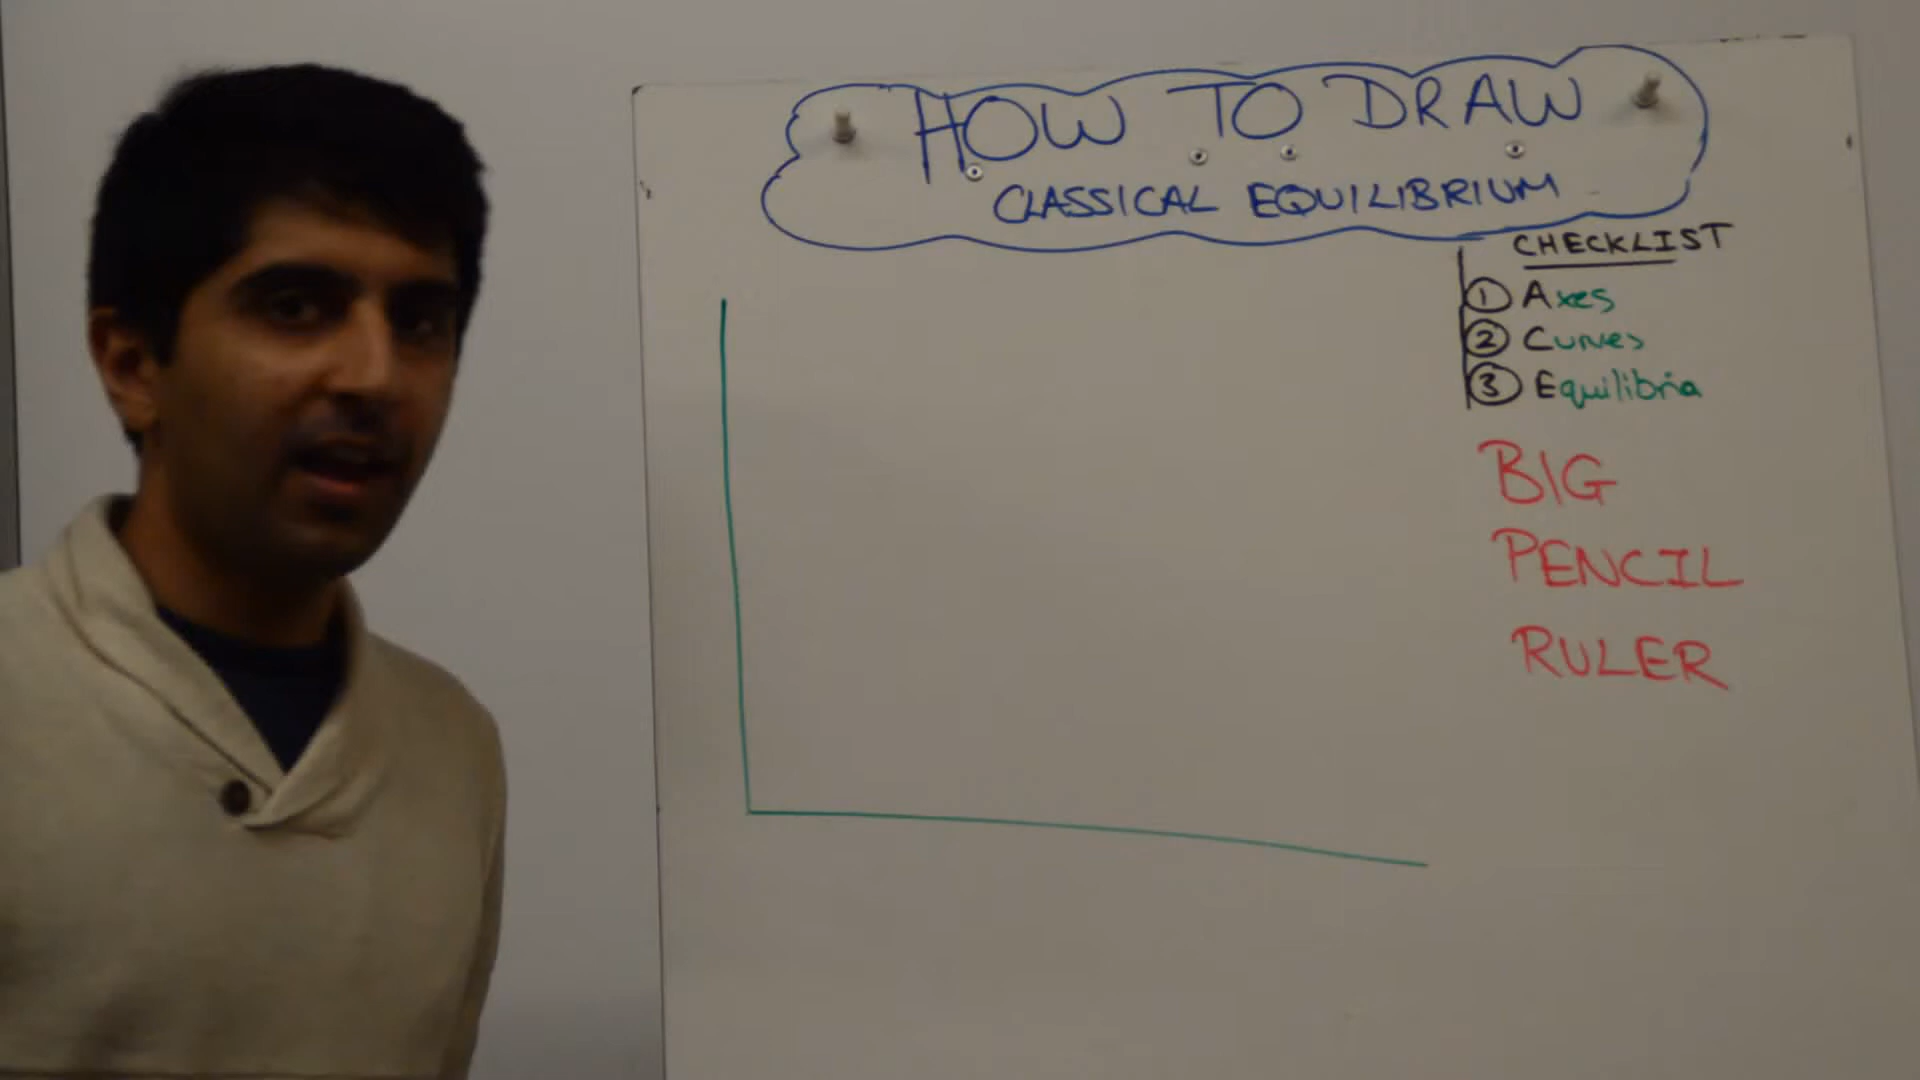 HOW TO DRAW
CLASSICAL EQUILIBRIUM
CHECKLIST
1 Axes
2 Curves
3 Equilibria
BIG
PENCIL
RULER